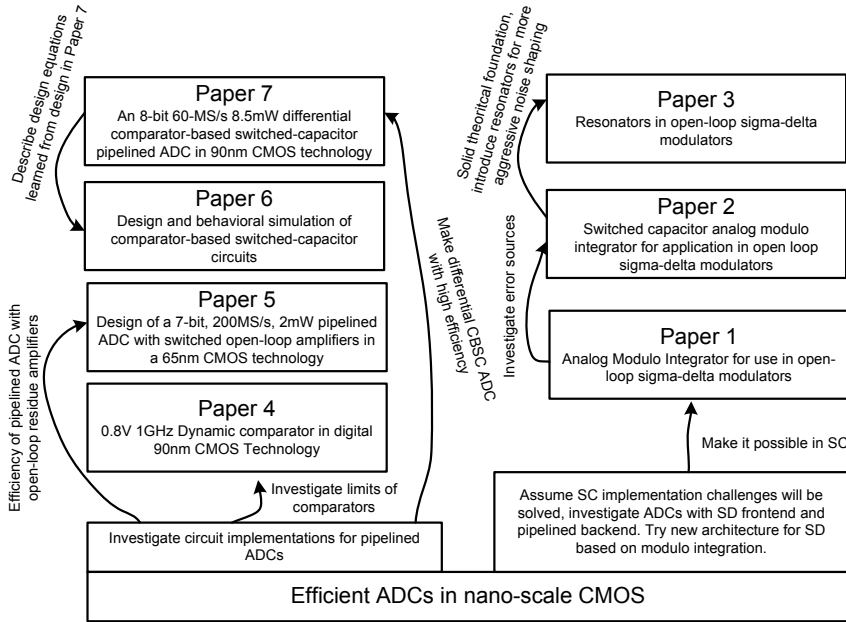 Describe design equations
learned from design in Paper 7
Paper 7
An 8-bit 60-MS/s 8.5mW differential
comparator-based switched-capacitor
pipelined ADC in 90nm CMOS technology
Paper 6
Design and behavioral simulation of
comparator-based switched-capacitor
circuits
Efficiency of pipelined ADC with
open-loop residue amplifiers
Paper 5
Design of a 7-bit, 200MS/s, 2mW pipelined
ADC with switched open-loop amplifiers in
a 65nm CMOS technology
Paper 4
0.8V 1GHz Dynamic comparator in digital
90nm CMOS Technology
Investigate limits of
comparators
Make differential CBSC ADC
with high efficiency
Investigate circuit implementations for pipelined
ADCs
Solid theoritcal foundation,
introduce resonators for more
aggressive noise shaping
Paper 3
Resonators in open-loop sigma-delta
modulators
Paper 2
Switched capacitor analog modulo
integrator for application in open loop
sigma-delta modulators
Investigate error sources
Paper 1
Analog Modulo Integrator for use in open-
loop sigma-delta modulators
Make it possible in SC
Assume SC implementation challenges will be
solved, investigate ADCs with SD frontend and
pipelined backend. Try new architecture for SD
based on modulo integration.
Efficient ADCs in nano-scale CMOS